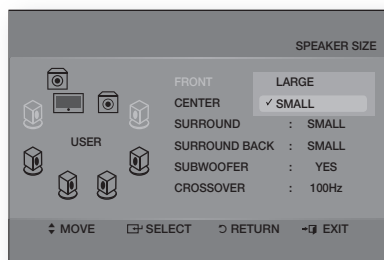 SPEAKER SIZE
FRONT LARGE
CENTER ✓ SMALL
SURROUND : SMALL
USER
SURROUND BACK : SMALL
SUBWOOFER : YES
CROSSOVER : 100Hz
MOVE SELECT RETURN EXIT